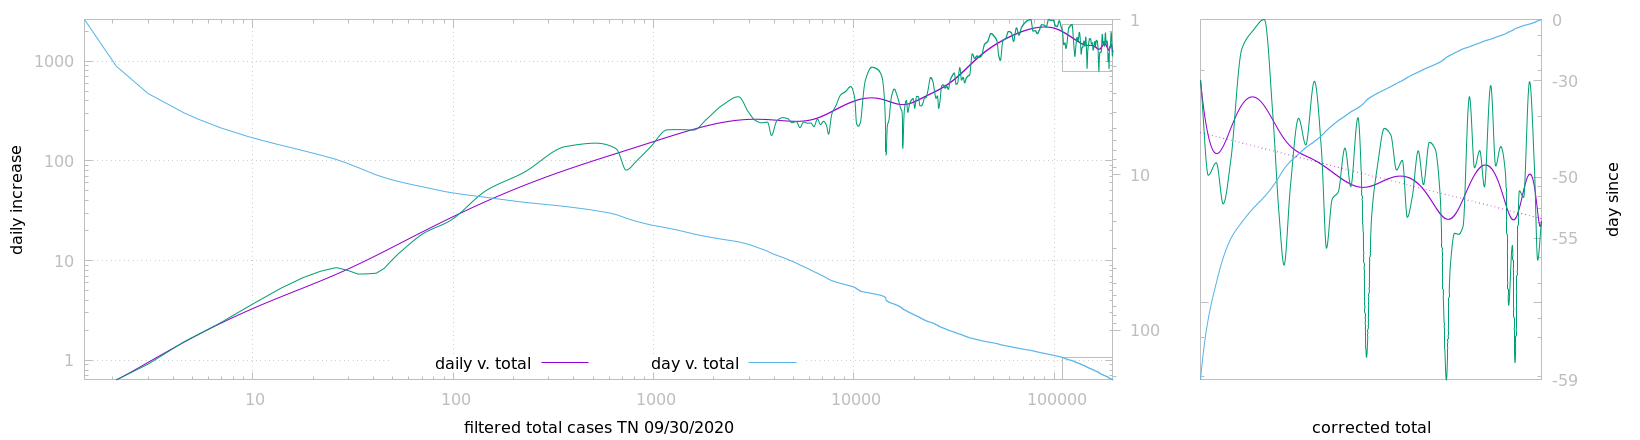 daily increase
1000
100
10
1
10
100
1000
10000
100000
1
10
100
daily v. total
day v. total
filtered total cases TN 09/30/2020
0
-30
-50
-55
-59
day since
corrected total